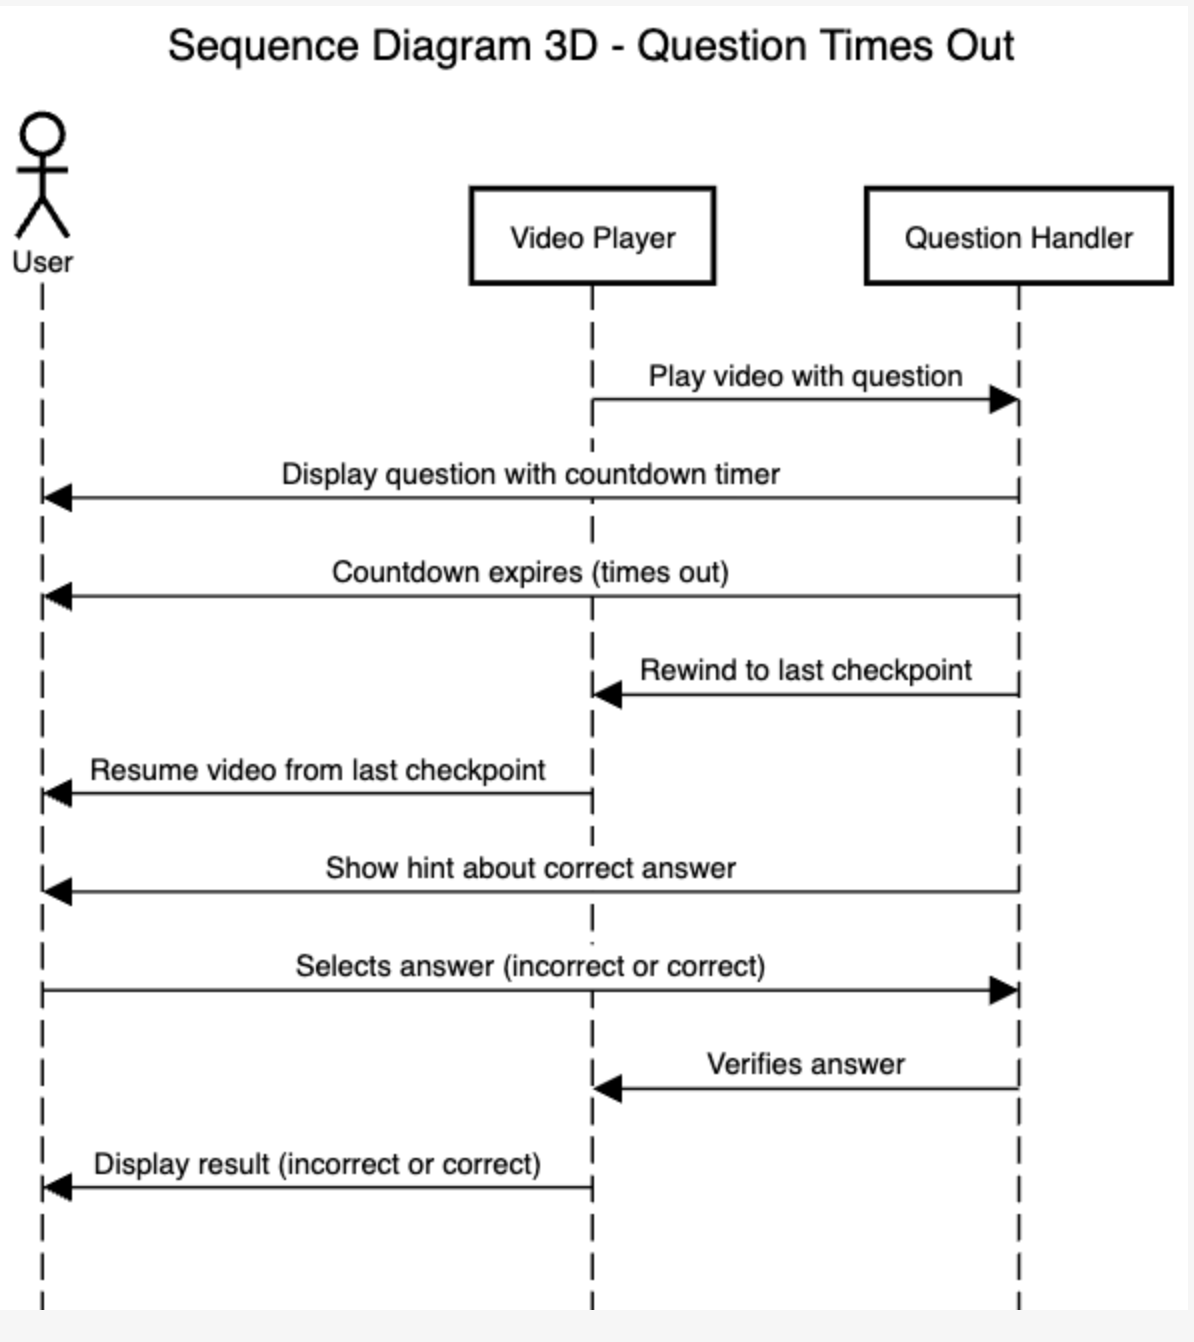 Sequence Diagram 3D - Question Times Out
User
Video Player
Question Handler
Play video with question
Display question with countdown timer
Countdown expires (times out)
Rewind to last checkpoint
Resume video from last checkpoint
Show hint about correct answer
Selects answer (incorrect or correct)
Verifies answer
Display result (incorrect or correct)